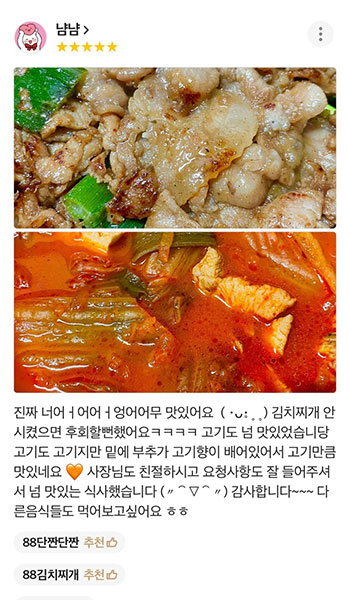 냠냠 >
진짜 너어ㅓ어어ㅓ엉어어무 맛있어요 ( ˶ᵕ˶: ˳˳) 김치찌개 안
시켰으면 후회할뻔했어요ㅋㅋㅋㅋ 고기도 넘 맛있었습니당
고기도 고기지만 밑에 부추가 고기향이 배어있어서 고기만큼
맛있네요 🧡 사장님도 친절하시고 요청사항도 잘 들어주셔
서 넘 맛있는 식사했습니다 (〃⌒▽⌒〃) 감사합니다~~~ 다
른음식들도 먹어보고싶어요 ㅎㅎ
88단짠단짠 추천
88김치찌개 추천